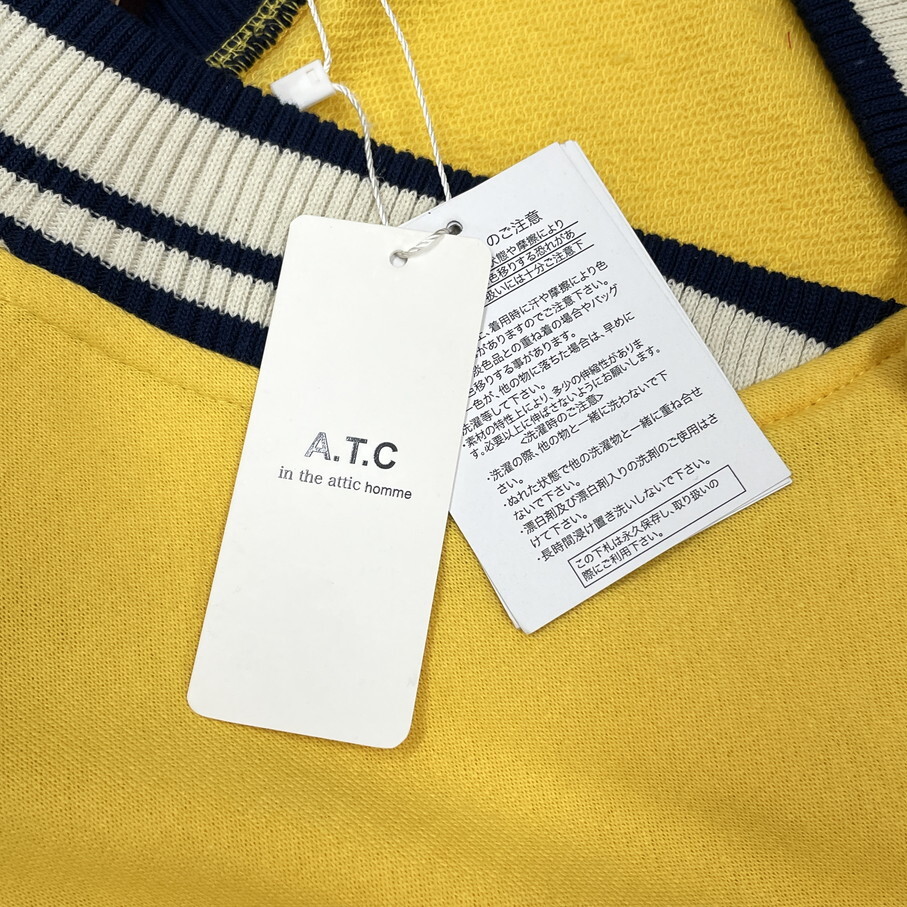 A.T.C
in the attic homme
のご注意
状態や摩擦により
色移りする恐れがあ
扱いには十分ご注意下
、着用時に汗や摩擦により色
がありますのでご注意下さい。
淡色品との重ね着の場合やバッグ
色移りする事があります。
色が、他の物に落ちた場合は、早めに
洗濯等して下さい。
・素材の特性上により、多少の伸縮性がありま
す。必要以上に伸ばさないようにお願いします。
<洗濯時のご注意>
・洗濯の際、他の物と一緒に洗わないで下
さい。
・ぬれた状態で他の洗濯物と一緒に重ね合せ
ないで下さい。
・漂白剤及び漂白剤入りの洗剤のご使用はさ
けて下さい。
・長時間浸け置き洗いしないで下さい。
この下札は永久保存し、取り扱いの
際にご利用下さい。